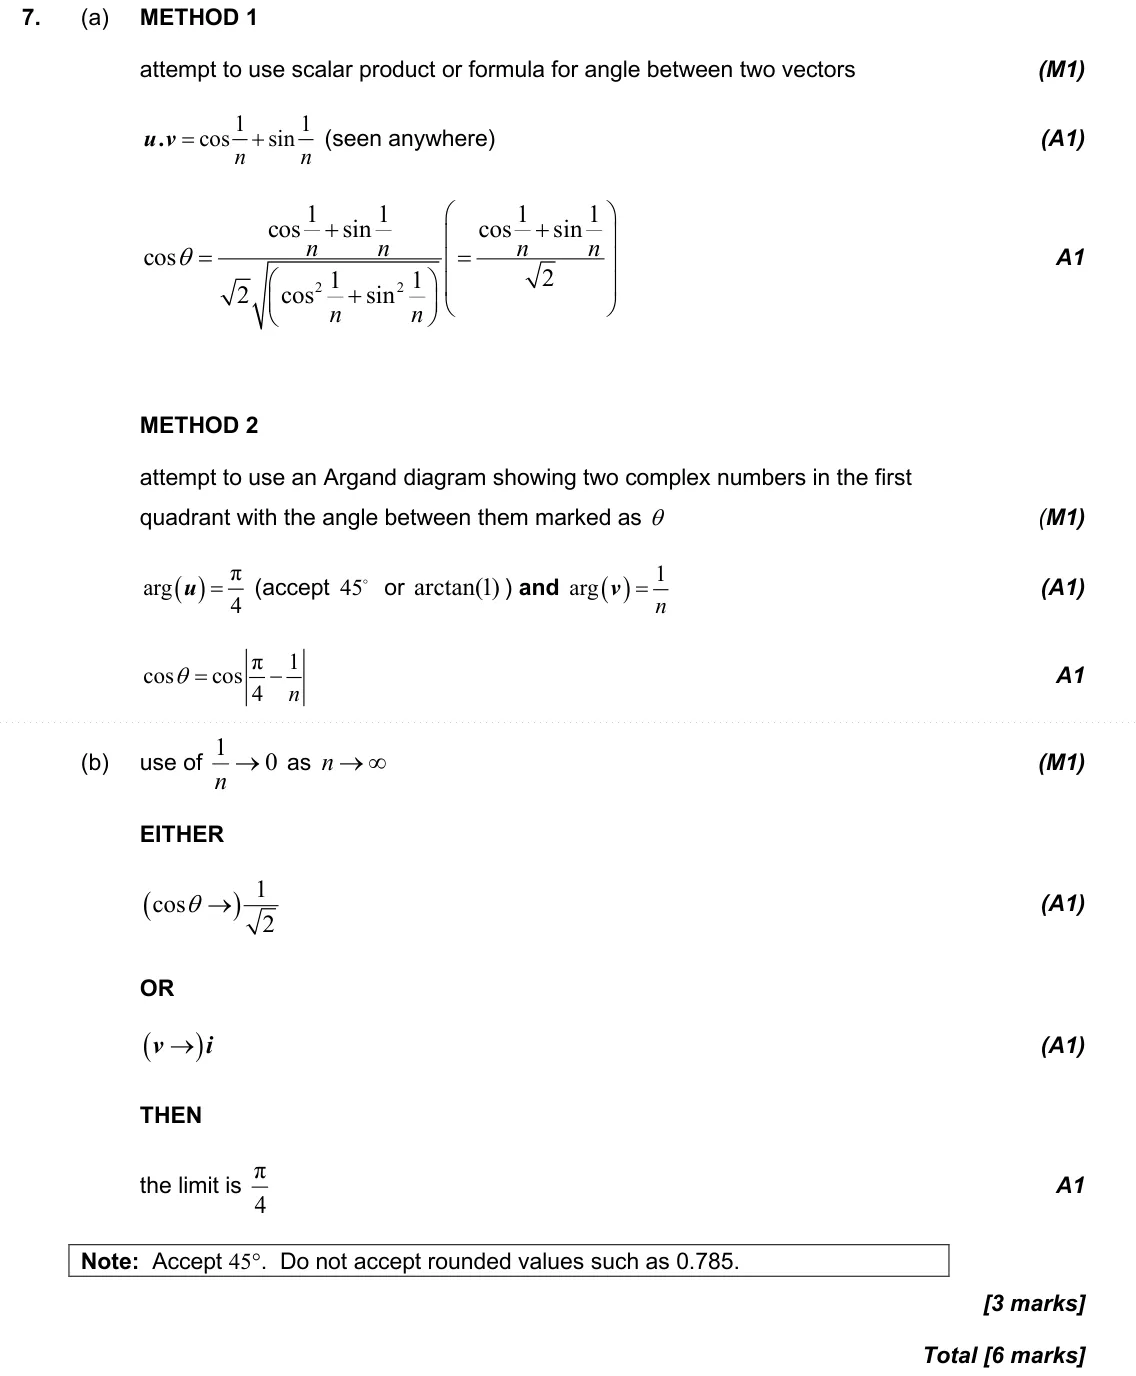 7. (a) METHOD 1
attempt to use scalar product or formula for angle between two vectors (M1)
u.v = cos 1/n + sin 1/n (seen anywhere) (A1)
cos θ = (cos 1/n + sin 1/n) / (√2 √(cos² 1/n + sin² 1/n)) ( = (cos 1/n + sin 1/n) / √2 ) A1
METHOD 2
attempt to use an Argand diagram showing two complex numbers in the first
quadrant with the angle between them marked as θ (M1)
arg(u) = π/4 (accept 45° or arctan(1) ) and arg(v) = 1/n (A1)
cos θ = cos |π/4 − 1/n| A1
(b) use of 1/n → 0 as n → ∞ (M1)
EITHER
(cos θ →) 1/√2 (A1)
OR
(v →) i (A1)
THEN
the limit is π/4 A1
Note: Accept 45°. Do not accept rounded values such as 0.785.
[3 marks]
Total [6 marks]